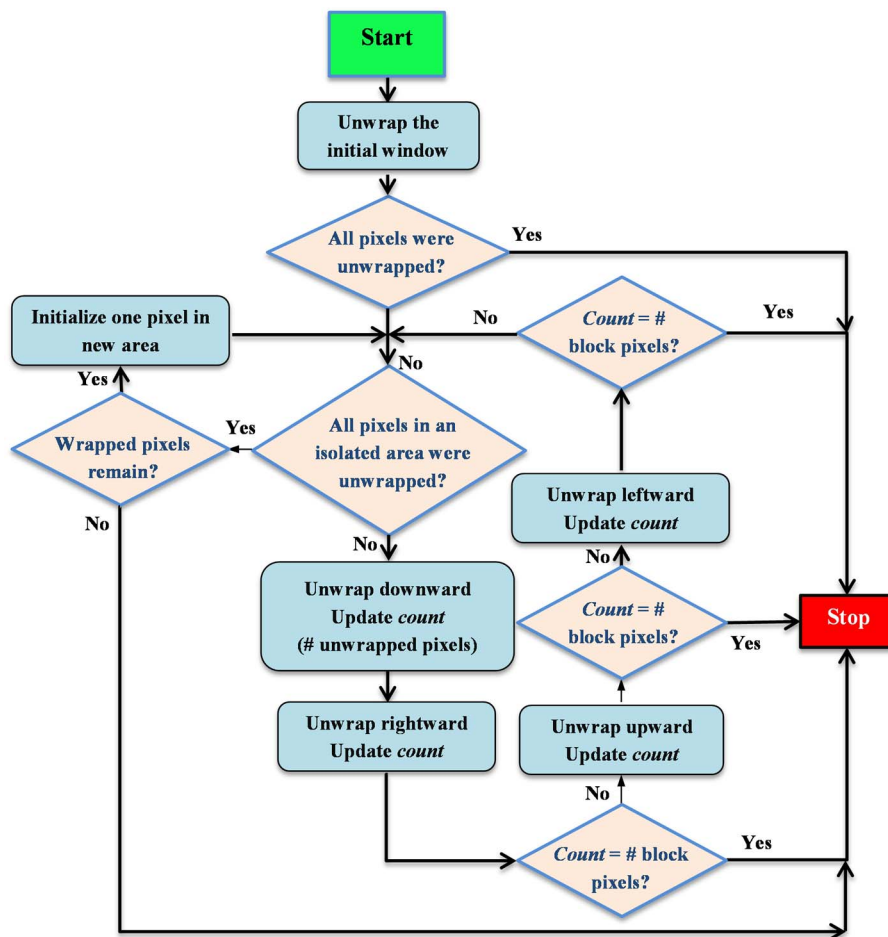 Start
Unwrap the
initial window
All pixels were
unwrapped?
Yes
Initialize one pixel in
new area
No
Count = #
block pixels?
Yes
No
Yes
Wrapped pixels
remain?
Yes
All pixels in an
isolated area were
unwrapped?
Unwrap leftward
Update count
No
No
No
Unwrap downward
Update count
(# unwrapped pixels)
Count = #
block pixels?
Yes
Stop
Unwrap rightward
Update count
Unwrap upward
Update count
No
Count = # block
pixels?
Yes